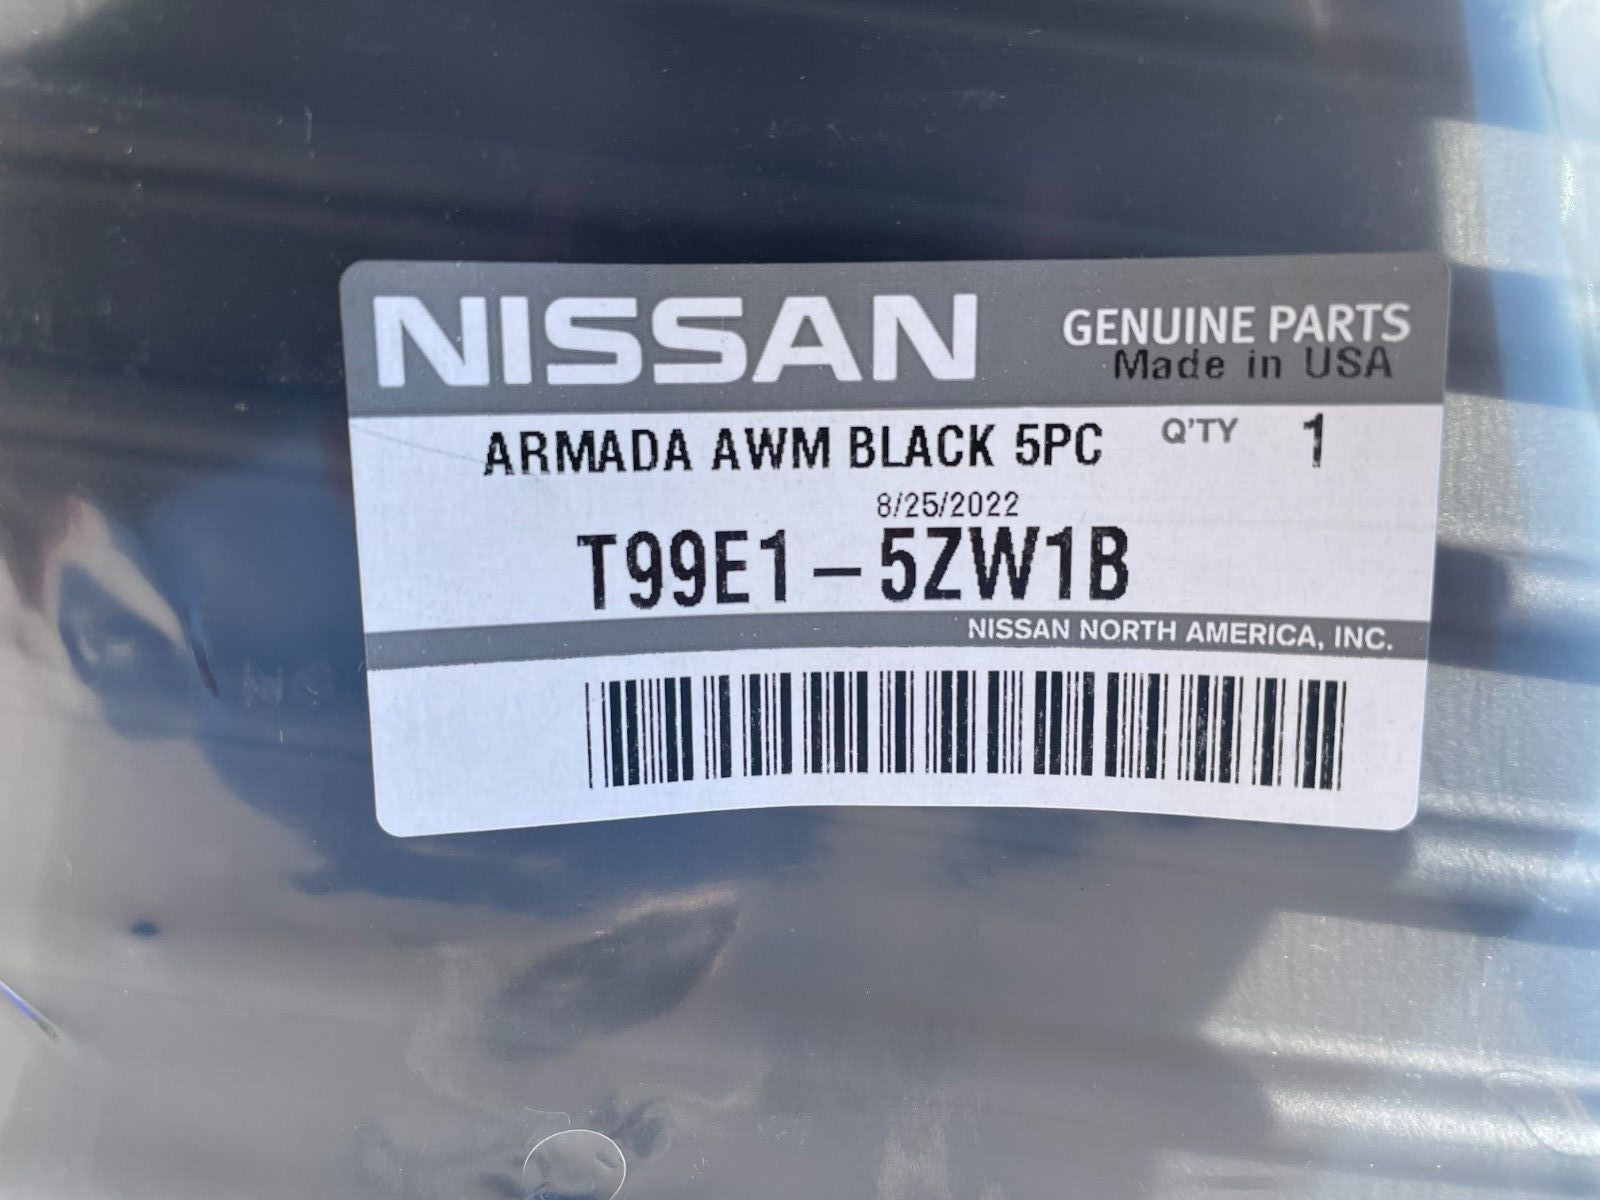 NISSAN
GENUINE PARTS
Made in USA
ARMADA AWM BLACK 5PC Q'TY 1
8/25/2022
T99E1 – 5ZW1B
NISSAN NORTH AMERICA, INC.